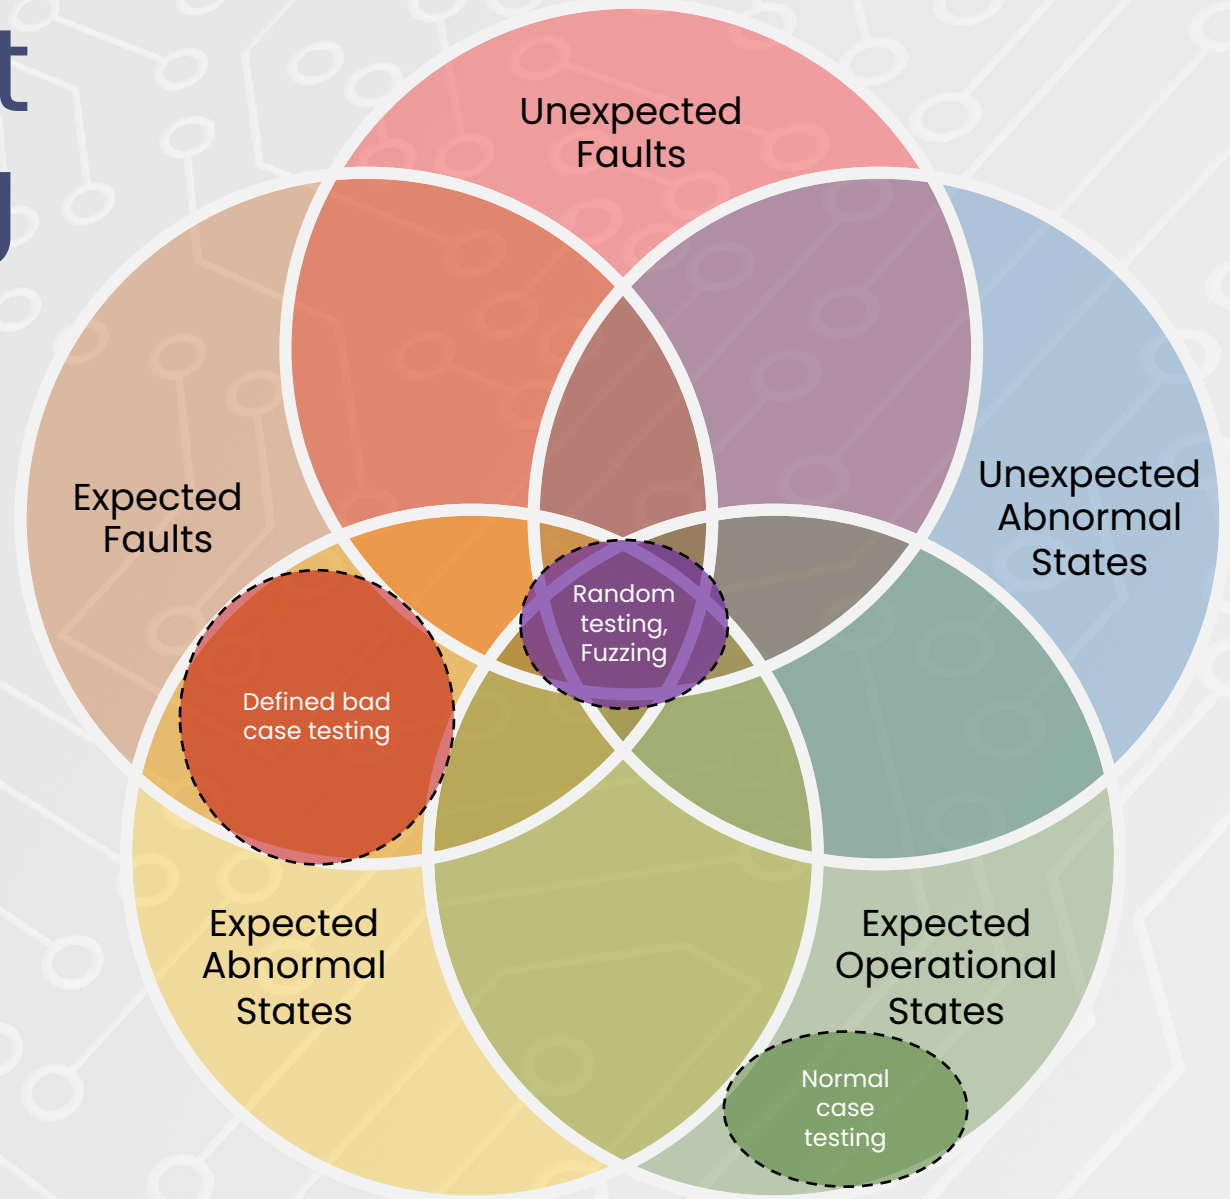 Unexpected
Faults
Expected
Faults
Unexpected
Abnormal
States
Random
testing,
Fuzzing
Defined bad
case testing
Expected
Abnormal
States
Expected
Operational
States
Normal
case
testing